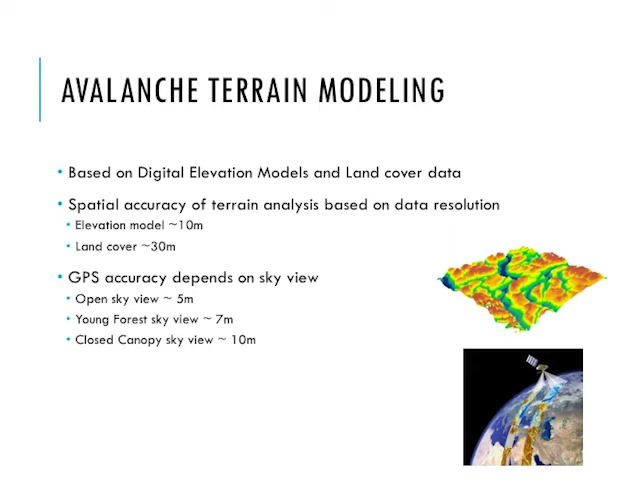 AVALANCHE TERRAIN MODELING
• Based on Digital Elevation Models and Land cover data
• Spatial accuracy of terrain analysis based on data resolution
• Elevation model ~10m
• Land cover ~30m
• GPS accuracy depends on sky view
• Open sky view ~ 5m
• Young Forest sky view ~ 7m
• Closed Canopy sky view ~ 10m